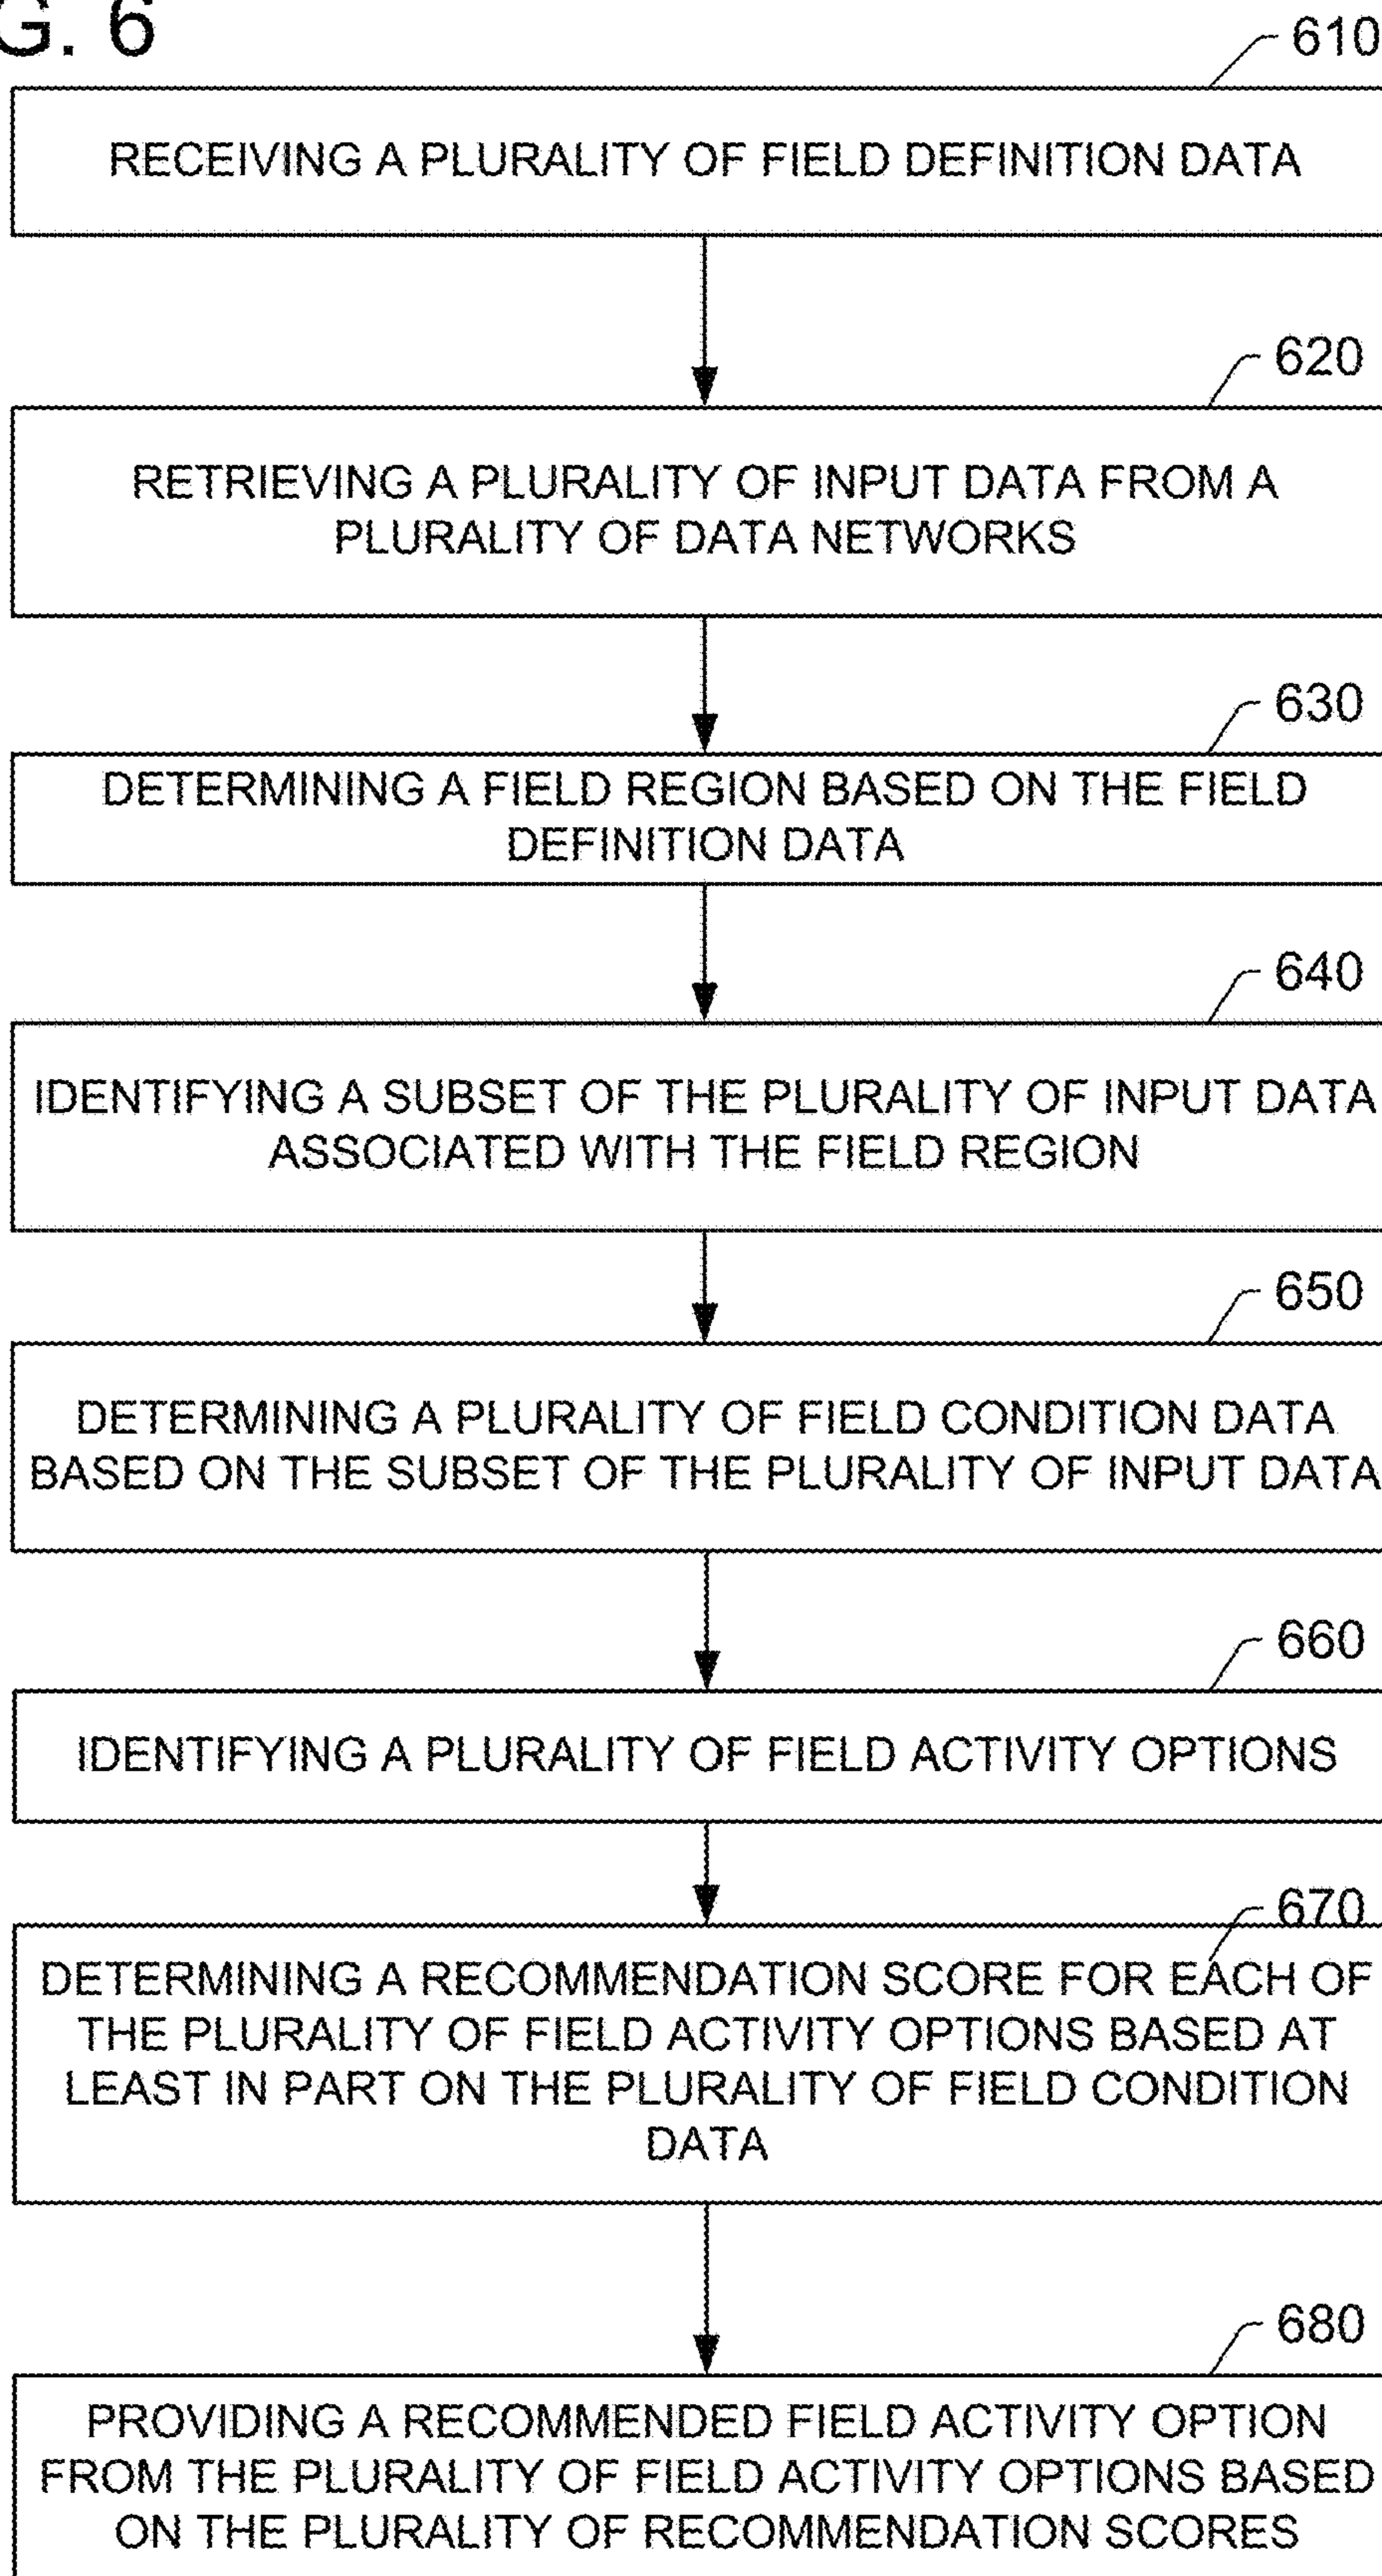 G. 6
610
RECEIVING A PLURALITY OF FIELD DEFINITION DATA
620
RETRIEVING A PLURALITY OF INPUT DATA FROM A
PLURALITY OF DATA NETWORKS
630
DETERMINING A FIELD REGION BASED ON THE FIELD
DEFINITION DATA
640
IDENTIFYING A SUBSET OF THE PLURALITY OF INPUT DATA
ASSOCIATED WITH THE FIELD REGION
650
DETERMINING A PLURALITY OF FIELD CONDITION DATA
BASED ON THE SUBSET OF THE PLURALITY OF INPUT DATA
660
IDENTIFYING A PLURALITY OF FIELD ACTIVITY OPTIONS
670
DETERMINING A RECOMMENDATION SCORE FOR EACH OF
THE PLURALITY OF FIELD ACTIVITY OPTIONS BASED AT
LEAST IN PART ON THE PLURALITY OF FIELD CONDITION
DATA
680
PROVIDING A RECOMMENDED FIELD ACTIVITY OPTION
FROM THE PLURALITY OF FIELD ACTIVITY OPTIONS BASED
ON THE PLURALITY OF RECOMMENDATION SCORES